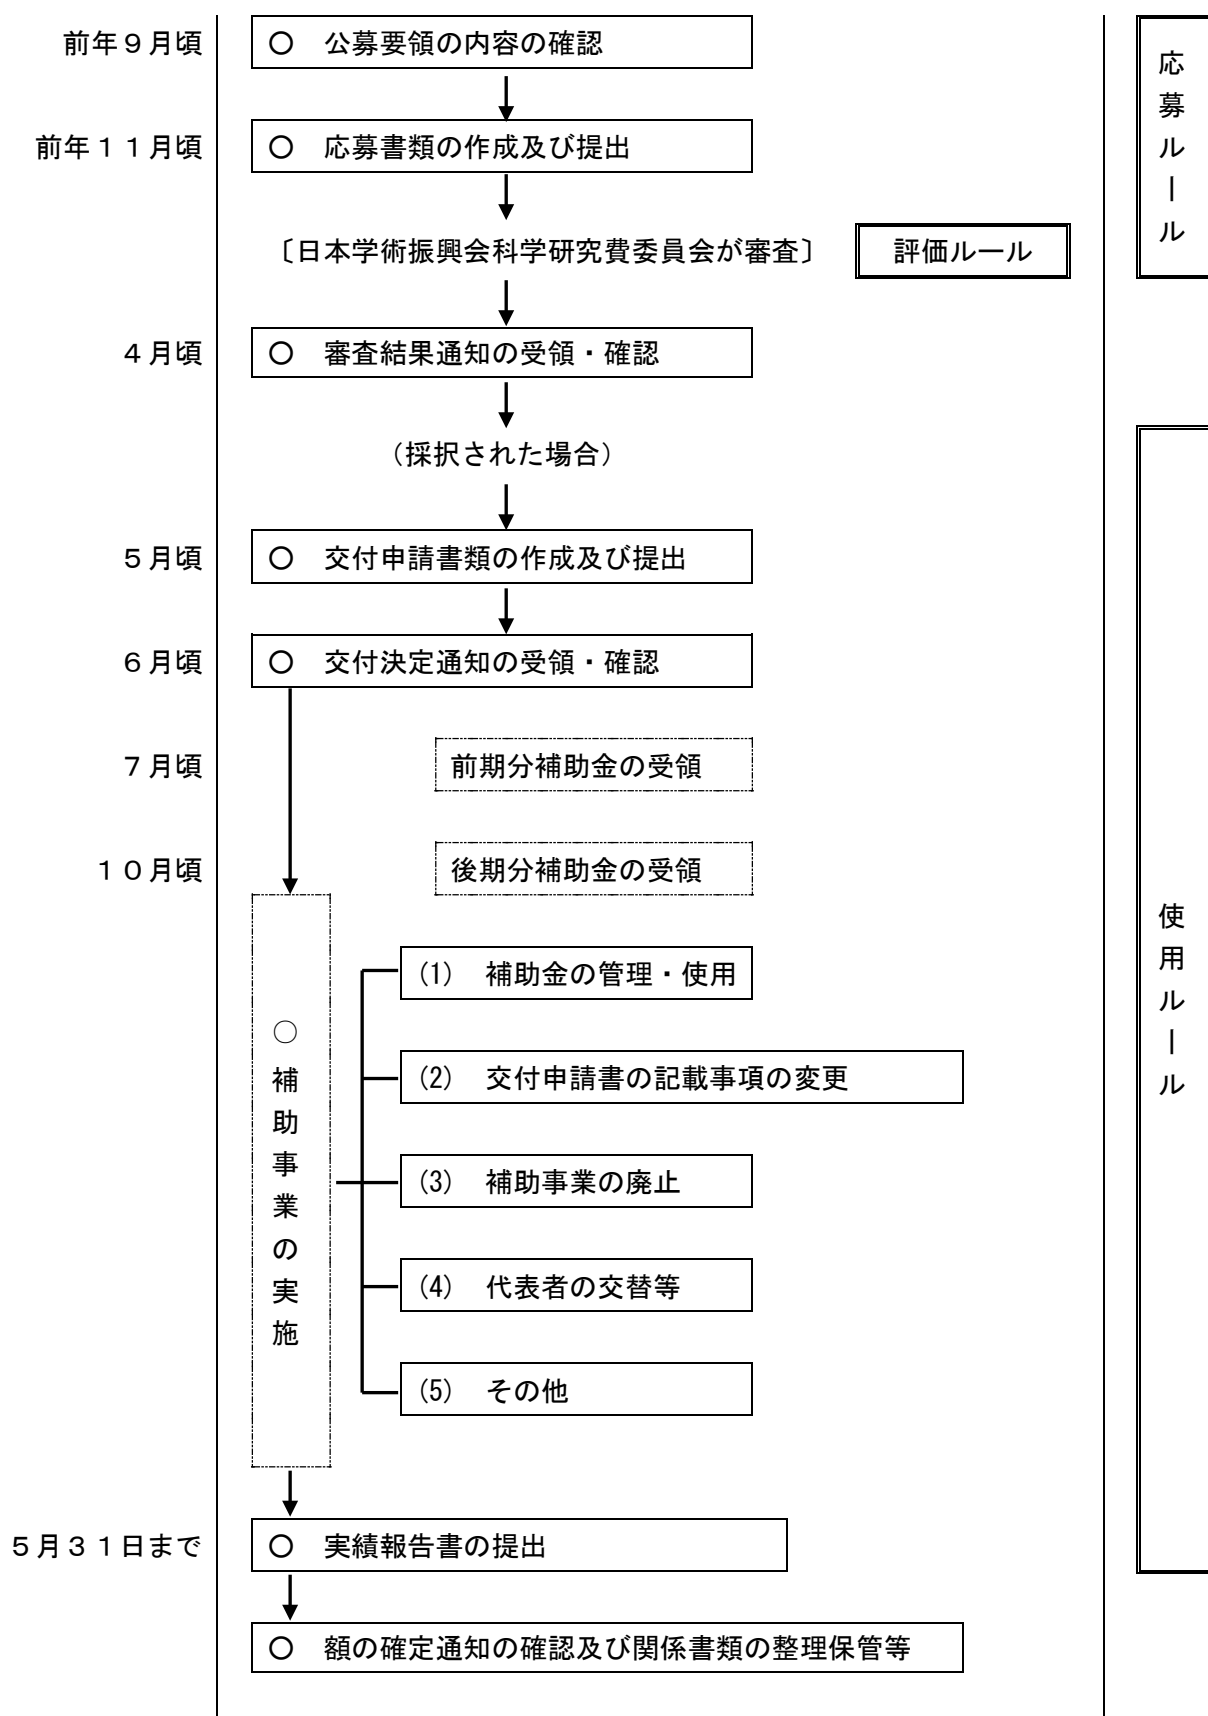 前年９月頃
○　公募要領の内容の確認
前年１１月頃
○　応募書類の作成及び提出
〔日本学術振興会科学研究費委員会が審査〕
評価ルール
４月頃
○　審査結果通知の受領・確認
（採択された場合）
５月頃
○　交付申請書類の作成及び提出
６月頃
○　交付決定通知の受領・確認
７月頃
前期分補助金の受領
１０月頃
後期分補助金の受領
○補助事業の実施
(1)　補助金の管理・使用
(2)　交付申請書の記載事項の変更
(3)　補助事業の廃止
(4)　代表者の交替等
(5)　その他
５月３１日まで
○　実績報告書の提出
○　額の確定通知の確認及び関係書類の整理保管等
応募ルール
使用ルール